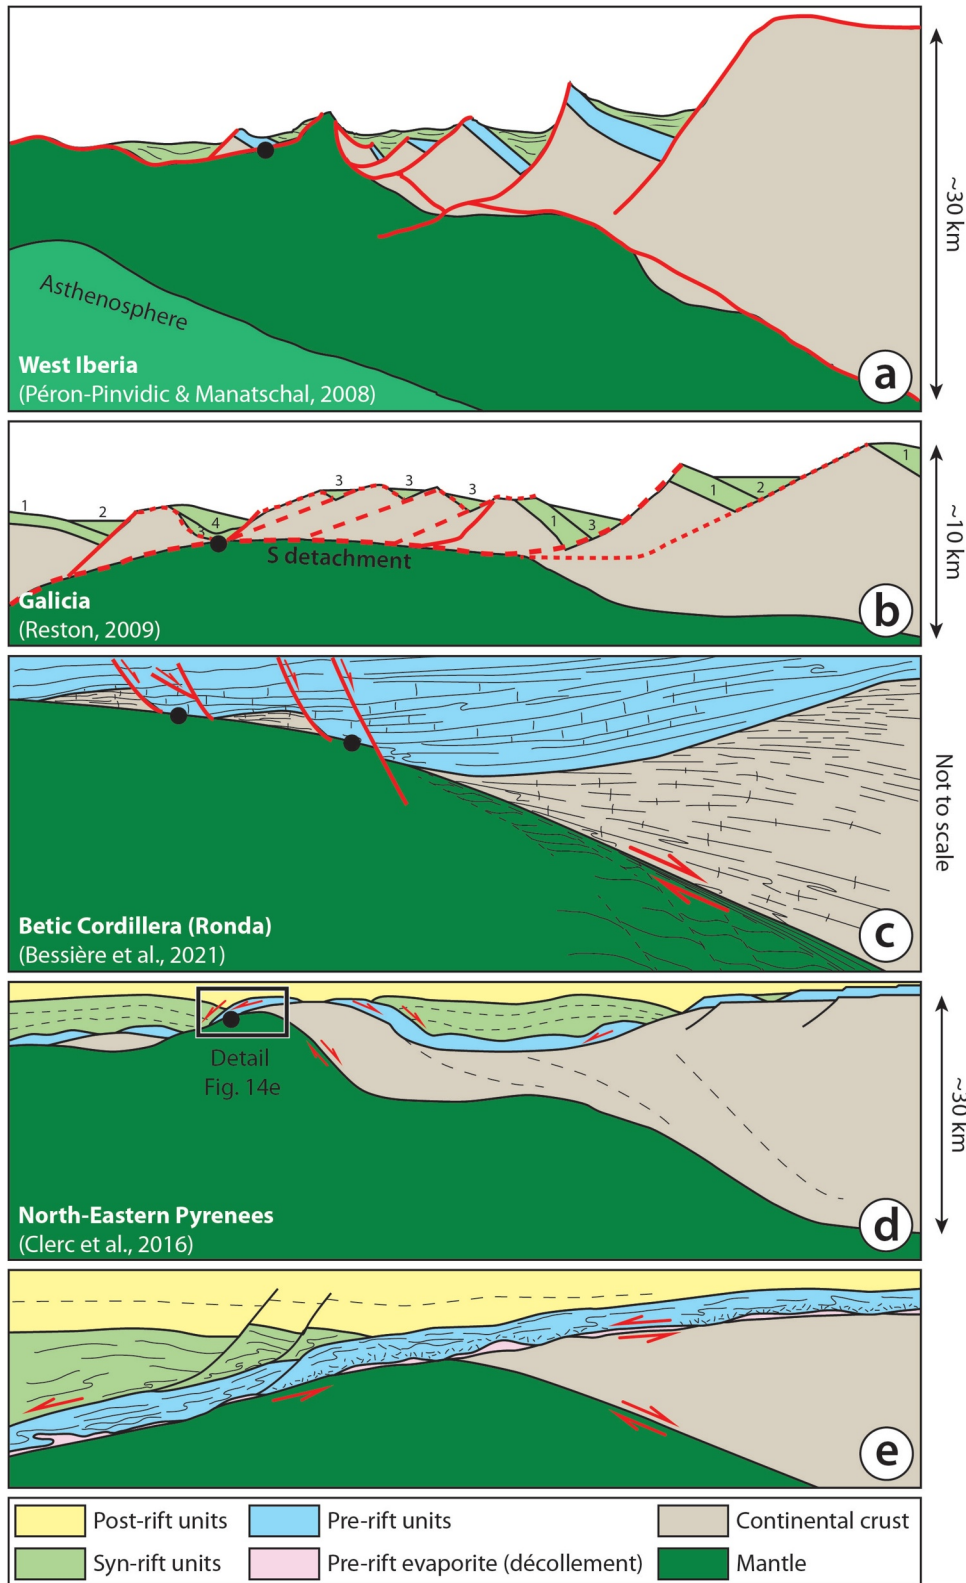 Asthenosphere
West Iberia
(Péron-Pinvidic & Manatschal, 2008)
a
~30 km
1
2
3
4
3
3
3
1
3
1
2
1
S detachment
Galicia
(Reston, 2009)
b
~10 km
Betic Cordillera (Ronda)
(Bessière et al., 2021)
c
Not to scale
Detail
Fig. 14e
North-Eastern Pyrenees
(Clerc et al., 2016)
d
~30 km
e
Post-rift units
Pre-rift units
Continental crust
Syn-rift units
Pre-rift evaporite (décollement)
Mantle